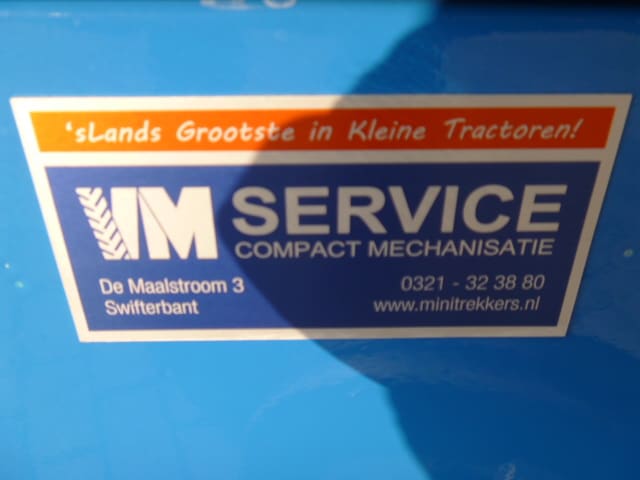 'sLands Grootste in Kleine Tractoren!
VM SERVICE
COMPACT MECHANISATIE
De Maalstroom 3
Swifterbant
0321 - 32 38 80
www.minitrekkers.nl